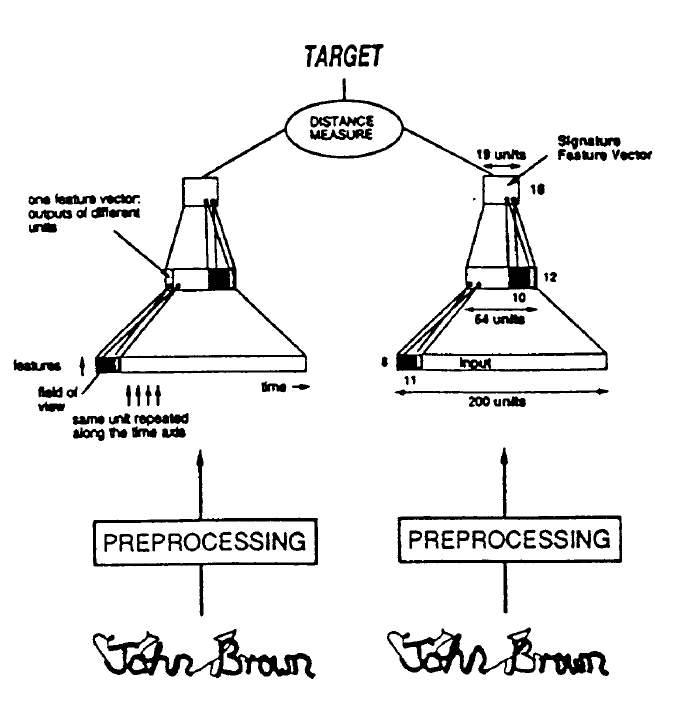 TARGET
DISTANCE
MEASURE
19 units
Signature
Feature Vector
16
one feature vector:
outputs of different
units
12
10
64 units
features
field of
view
time
same unit repeated
along the time axis
8
input
11
200 units
PREPROCESSING
PREPROCESSING
John Brown
John Brown